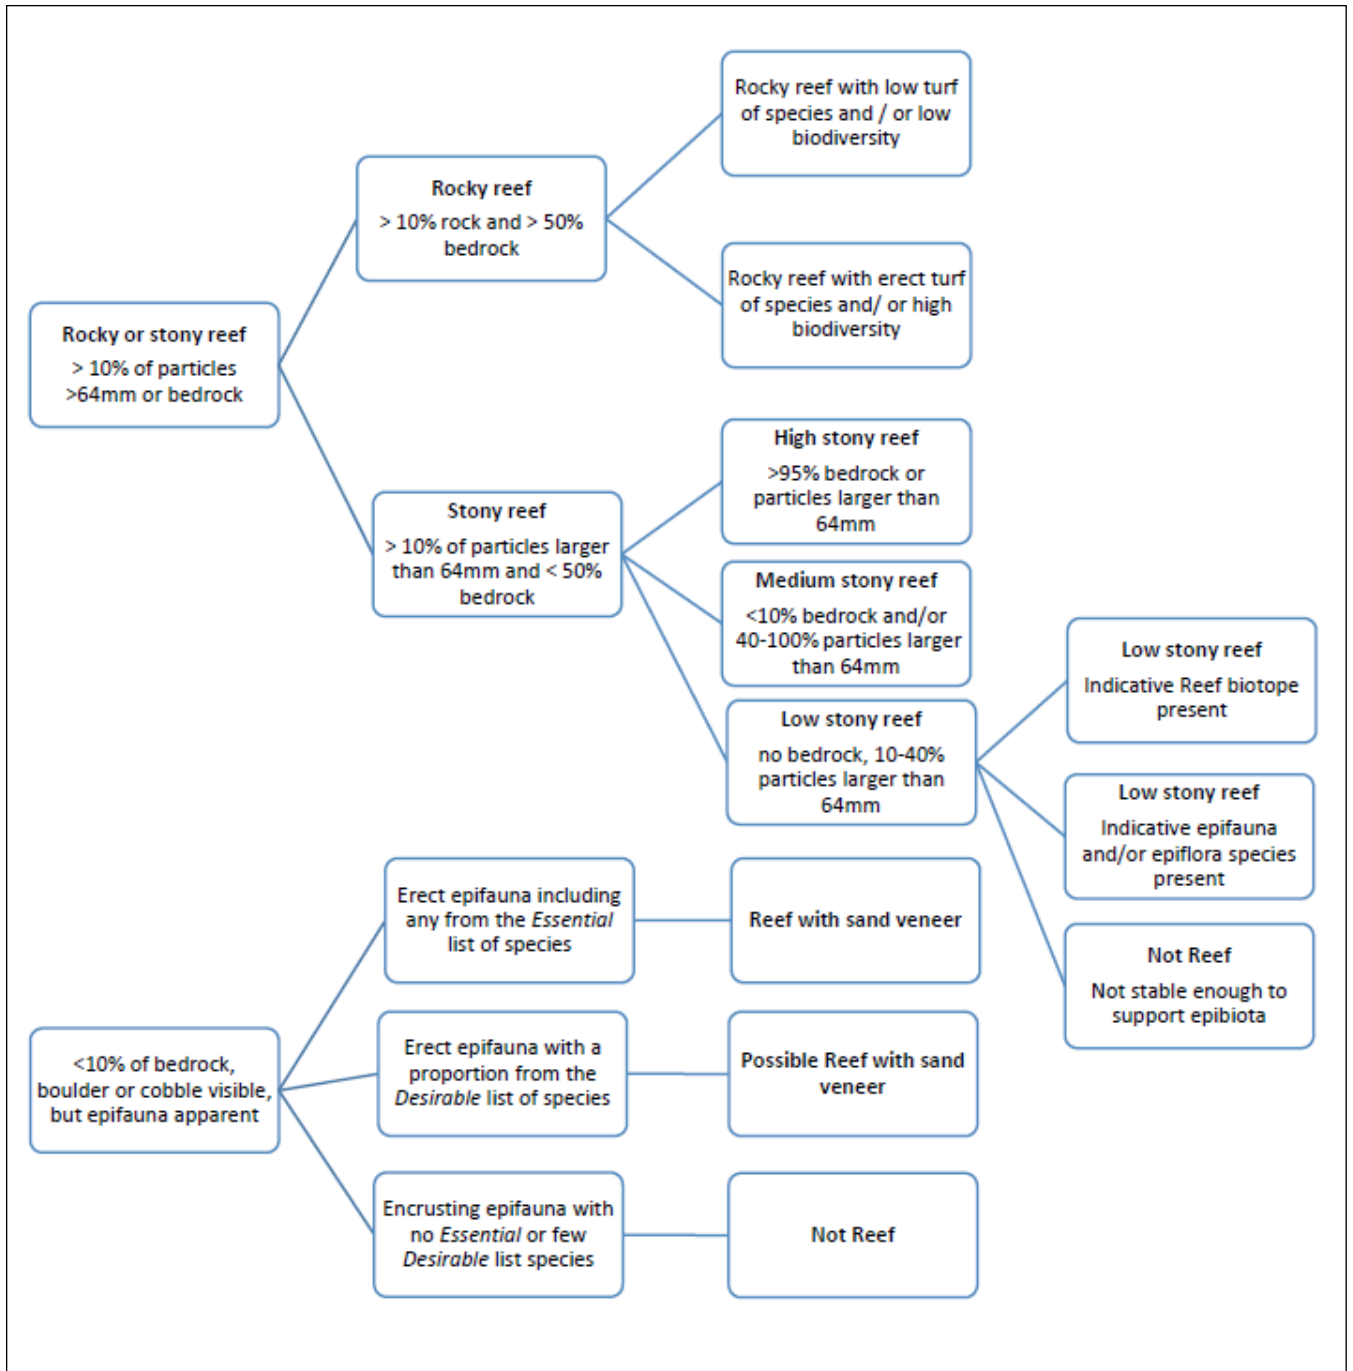 Rocky or stony reef
> 10% of particles
>64mm or bedrock
Rocky reef
> 10% rock and > 50%
bedrock
Rocky reef with low turf
of species and / or low
biodiversity
Rocky reef with erect turf
of species and/ or high
biodiversity
Stony reef
> 10% of particles larger
than 64mm and < 50%
bedrock
High stony reef
>95% bedrock or
particles larger than
64mm
Medium stony reef
<10% bedrock and/or
40-100% particles larger
than 64mm
Low stony reef
no bedrock, 10-40%
particles larger than
64mm
Low stony reef
Indicative Reef biotope
present
Low stony reef
Indicative epifauna
and/or epiflora species
present
Not Reef
Not stable enough to
support epibiota
<10% of bedrock,
boulder or cobble visible,
but epifauna apparent
Erect epifauna including
any from the Essential
list of species
Reef with sand veneer
Erect epifauna with a
proportion from the
Desirable list of species
Possible Reef with sand
veneer
Encrusting epifauna with
no Essential or few
Desirable list species
Not Reef